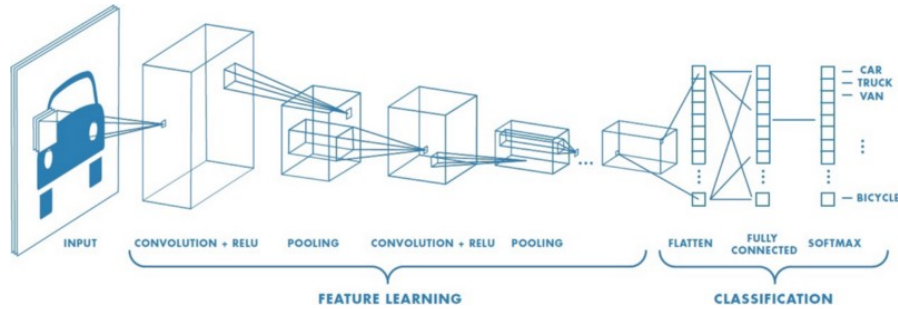 CAR
TRUCK
VAN
BICYCLE
INPUT
CONVOLUTION + RELU
POOLING
CONVOLUTION + RELU
POOLING
FLATTEN
FULLY
CONNECTED
SOFTMAX
FEATURE LEARNING
CLASSIFICATION